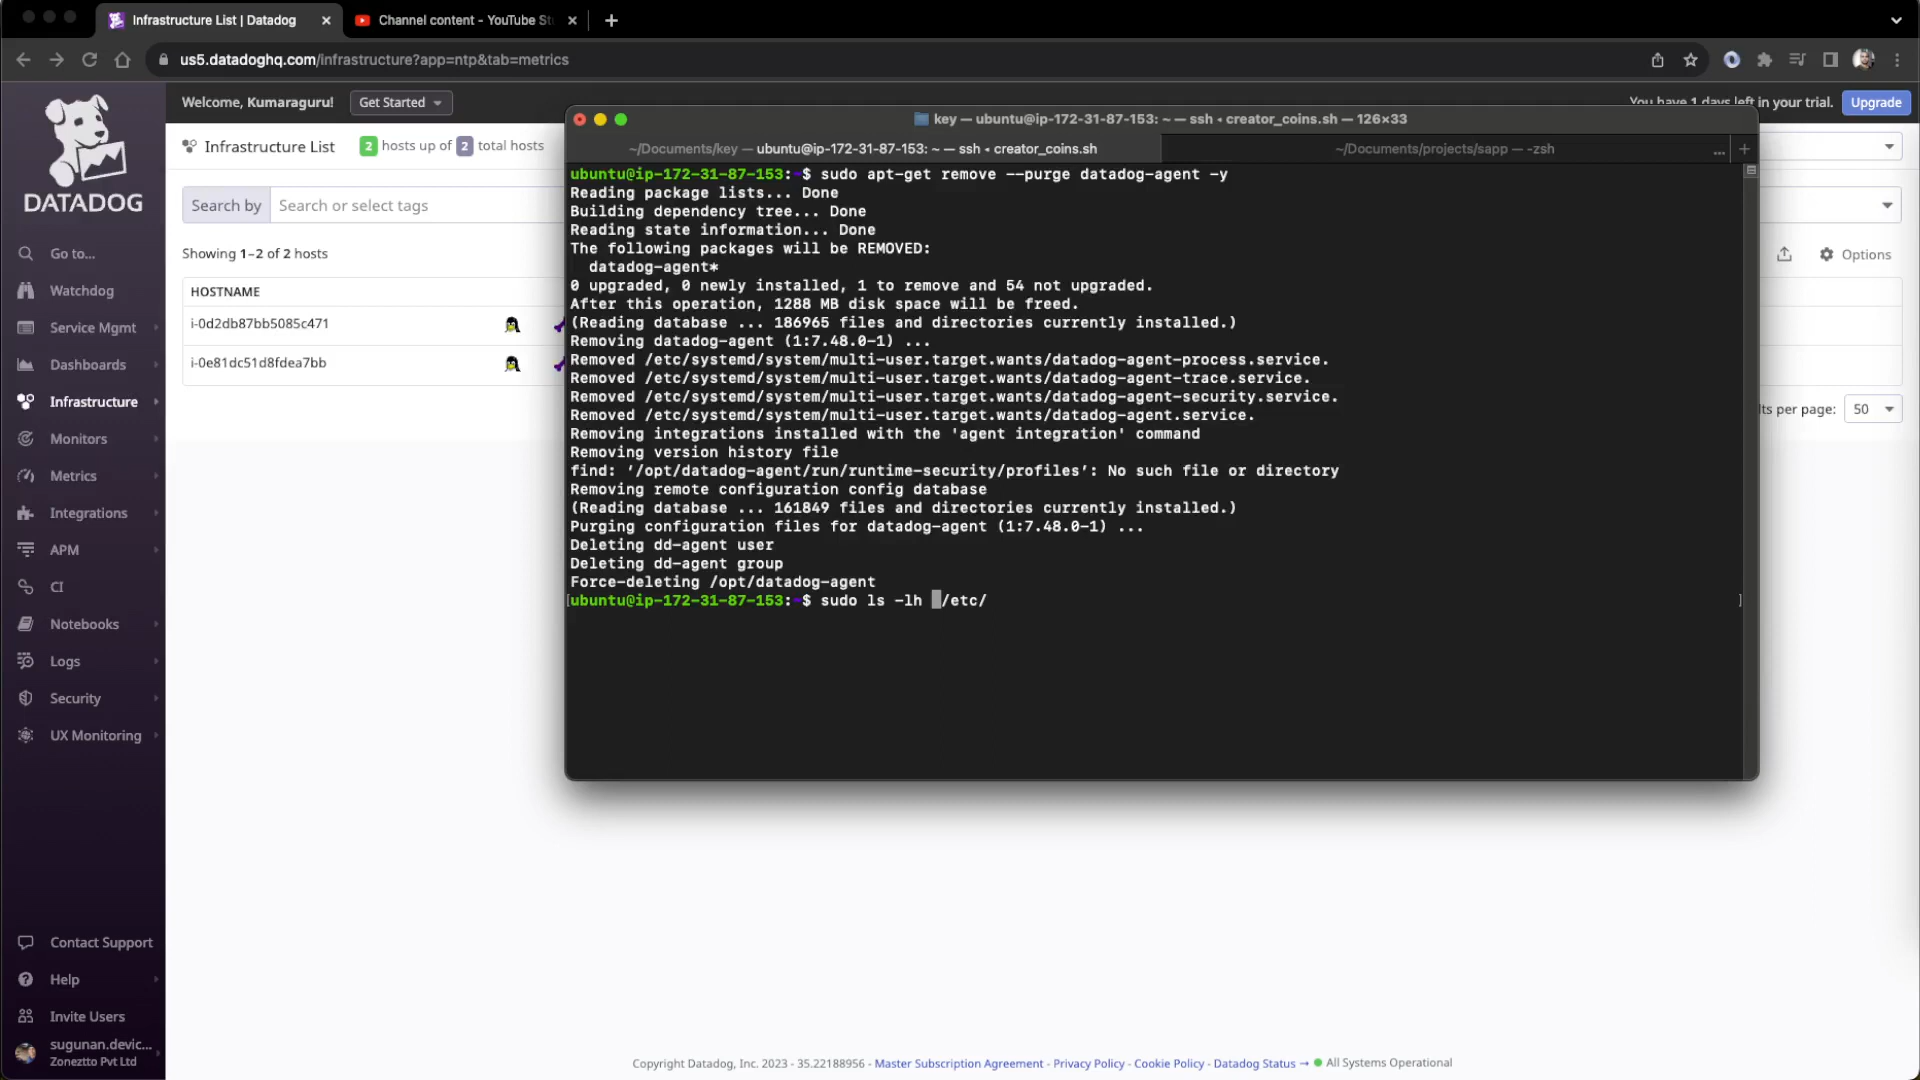 Infrastructure List | Datadog
Channel content - YouTube St
us5.datadoghq.com/infrastructure?app=ntp&tab=metrics
DATADOG
Go to...
Watchdog
Service Mgmt
Dashboards
Infrastructure
Monitors
Metrics
Integrations
APM
CI
Notebooks
Logs
Security
UX Monitoring
Contact Support
Help
Invite Users
sugunan.devic...
Zoneztto Pvt Ltd
Welcome, Kumaraguru!
Get Started
You have 1 days left in your trial.
Upgrade
Infrastructure List
2 hosts up of 2 total hosts
Search by
Search or select tags
Showing 1–2 of 2 hosts
Options
HOSTNAME
i-0d2db87bb5085c471
i-0e81dc51d8fdea7bb
lts per page:
50
key — ubuntu@ip-172-31-87-153: ~ — ssh ‹ creator_coins.sh — 126×33
~/Documents/key — ubuntu@ip-172-31-87-153: ~ — ssh ‹ creator_coins.sh
~/Documents/projects/sapp — -zsh
...
ubuntu@ip-172-31-87-153:~$ sudo apt-get remove --purge datadog-agent -y
Reading package lists... Done
Building dependency tree... Done
Reading state information... Done
The following packages will be REMOVED:
datadog-agent*
0 upgraded, 0 newly installed, 1 to remove and 54 not upgraded.
After this operation, 1288 MB disk space will be freed.
(Reading database ... 186965 files and directories currently installed.)
Removing datadog-agent (1:7.48.0-1) ...
Removed /etc/systemd/system/multi-user.target.wants/datadog-agent-process.service.
Removed /etc/systemd/system/multi-user.target.wants/datadog-agent-trace.service.
Removed /etc/systemd/system/multi-user.target.wants/datadog-agent-security.service.
Removed /etc/systemd/system/multi-user.target.wants/datadog-agent.service.
Removing integrations installed with the 'agent integration' command
Removing version history file
find: ‘/opt/datadog-agent/run/runtime-security/profiles’: No such file or directory
Removing remote configuration config database
(Reading database ... 161849 files and directories currently installed.)
Purging configuration files for datadog-agent (1:7.48.0-1) ...
Deleting dd-agent user
Deleting dd-agent group
Force-deleting /opt/datadog-agent
[ubuntu@ip-172-31-87-153:~$ sudo ls -lh /etc/ ]
Copyright Datadog, Inc. 2023 - 35.22188956 - Master Subscription Agreement - Privacy Policy - Cookie Policy - Datadog Status → All Systems Operational